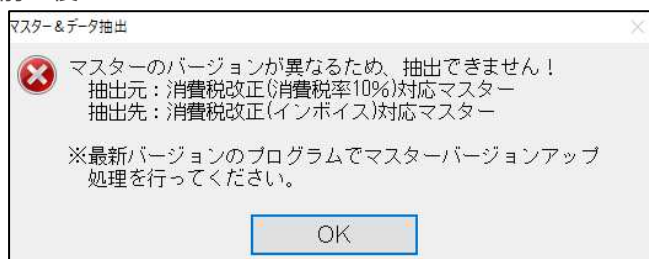 マスター&データ抽出
マスターのバージョンが異なるため、抽出できません!
抽出元:消費税改正(消費税率10%)対応マスター
抽出先:消費税改正(インボイス)対応マスター
※最新バージョンのプログラムでマスターバージョンアップ
処理を行ってください。
OK